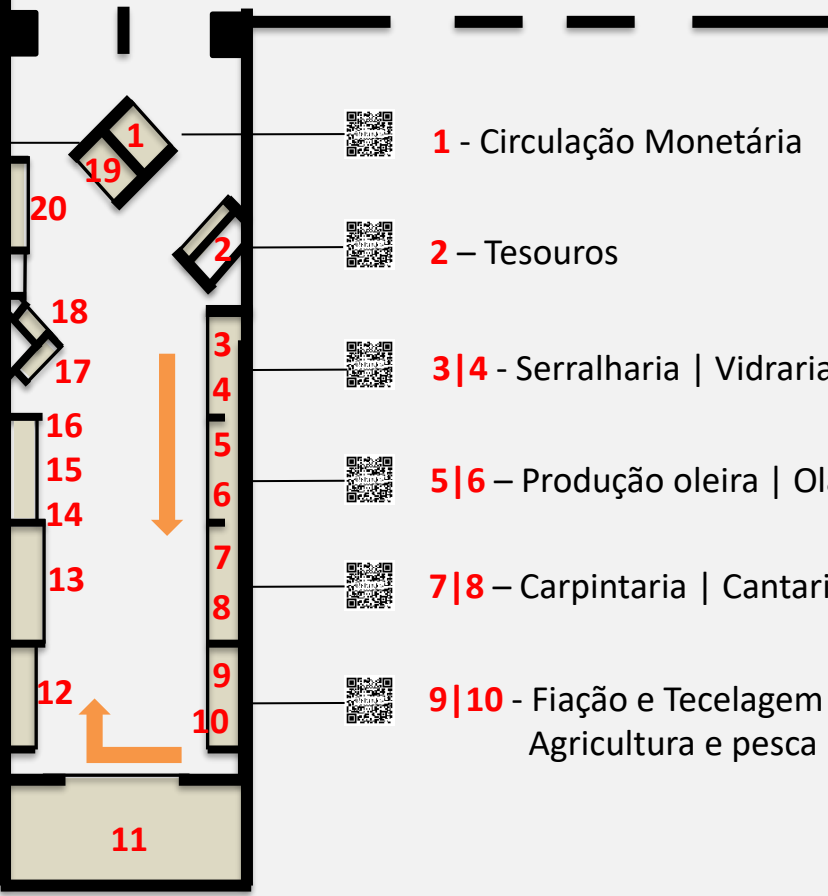 1
19
20
2
18
17
3
4
16
5
15
6
14
7
13
8
9
12
10
11
1 - Circulação Monetária
2 – Tesouros
3|4 - Serralharia | Vidraria
5|6 – Produção oleira |
7|8 – Carpintaria |
9|10 - Fiação e Tecelagem
Agricultura e pesca